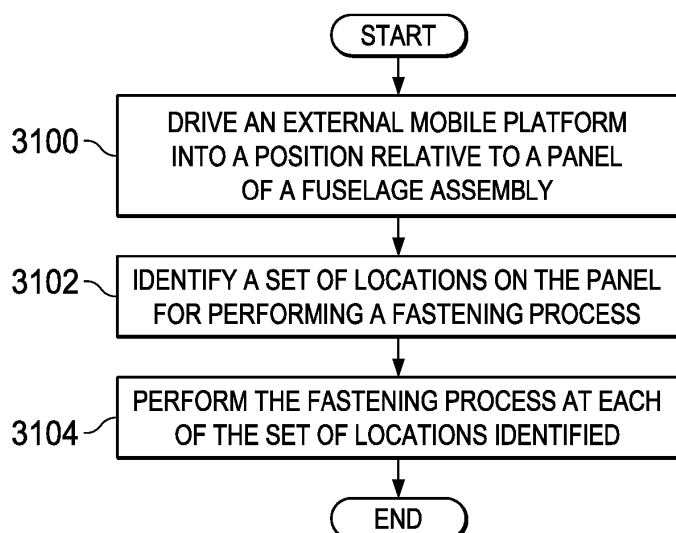 START
3100
DRIVE AN EXTERNAL MOBILE PLATFORM
INTO A POSITION RELATIVE TO A PANEL
OF A FUSELAGE ASSEMBLY
3102
IDENTIFY A SET OF LOCATIONS ON THE PANEL
FOR PERFORMING A FASTENING PROCESS
3104
PERFORM THE FASTENING PROCESS AT EACH
OF THE SET OF LOCATIONS IDENTIFIED
END